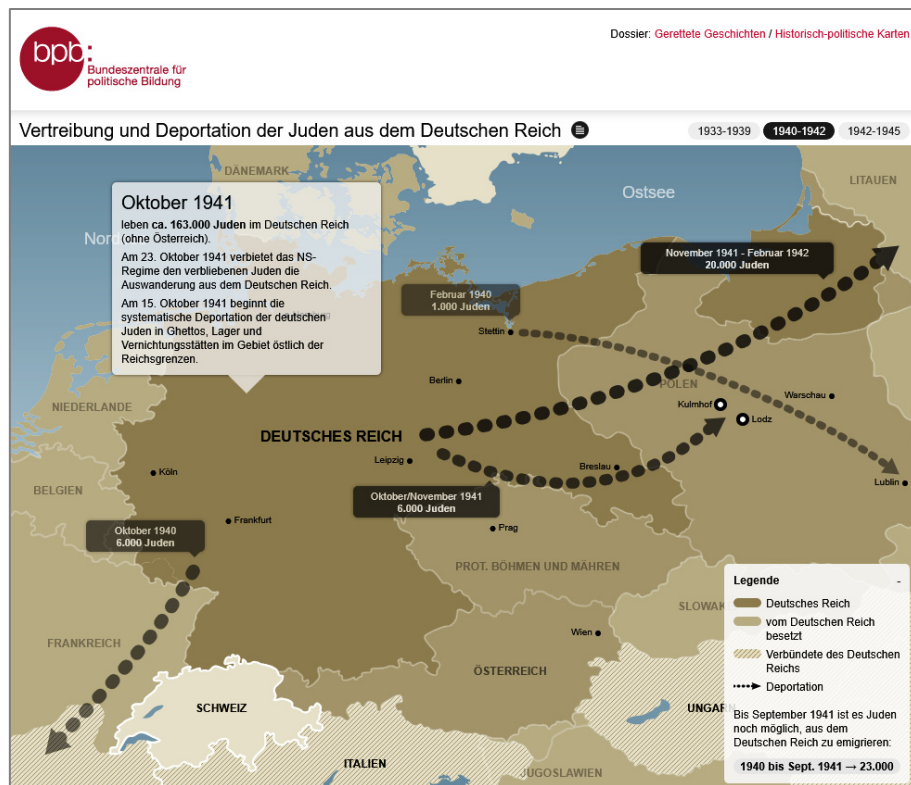 bpb:
Bundeszentrale für
politische Bildung
Dossier: Gerettete Geschichten / Historisch-politische Karten
Vertreibung und Deportation der Juden aus dem Deutschen Reich
1933-1939
1940-1942
1942-1945
DÄNEMARK
LITAUEN
Ostsee
Nord
Oktober 1941
leben ca. 163.000 Juden im Deutschen Reich
(ohne Österreich).
Am 23. Oktober 1941 verbietet das NS-
Regime den verbliebenen Juden die
Auswanderung aus dem Deutschen Reich.
Am 15. Oktober 1941 beginnt die
systematische Deportation der deutschen
Juden in Ghettos, Lager und
Vernichtungsstätten im Gebiet östlich der
Reichsgrenzen.
November 1941 - Februar 1942
20.000 Juden
Februar 1940
1.000 Juden
Stettin
Berlin
POLEN
Warschau
Kulmhof
Lodz
NIEDERLANDE
DEUTSCHES REICH
Leipzig
Breslau
Lublin
Köln
BELGIEN
Oktober/November 1941
6.000 Juden
Frankfurt
Prag
Oktober 1940
6.000 Juden
PROT. BÖHMEN UND MÄHREN
SLOWAK
FRANKREICH
Wien
ÖSTERREICH
SCHWEIZ
UNGARN
ITALIEN
JUGOSLAWIEN
Legende
-
Deutsches Reich
vom Deutschen Reich
besetzt
Verbündete des Deutschen
Reichs
Deportation
Bis September 1941 ist es Juden
noch möglich, aus dem
Deutschen Reich zu emigrieren:
1940 bis Sept. 1941 → 23.000